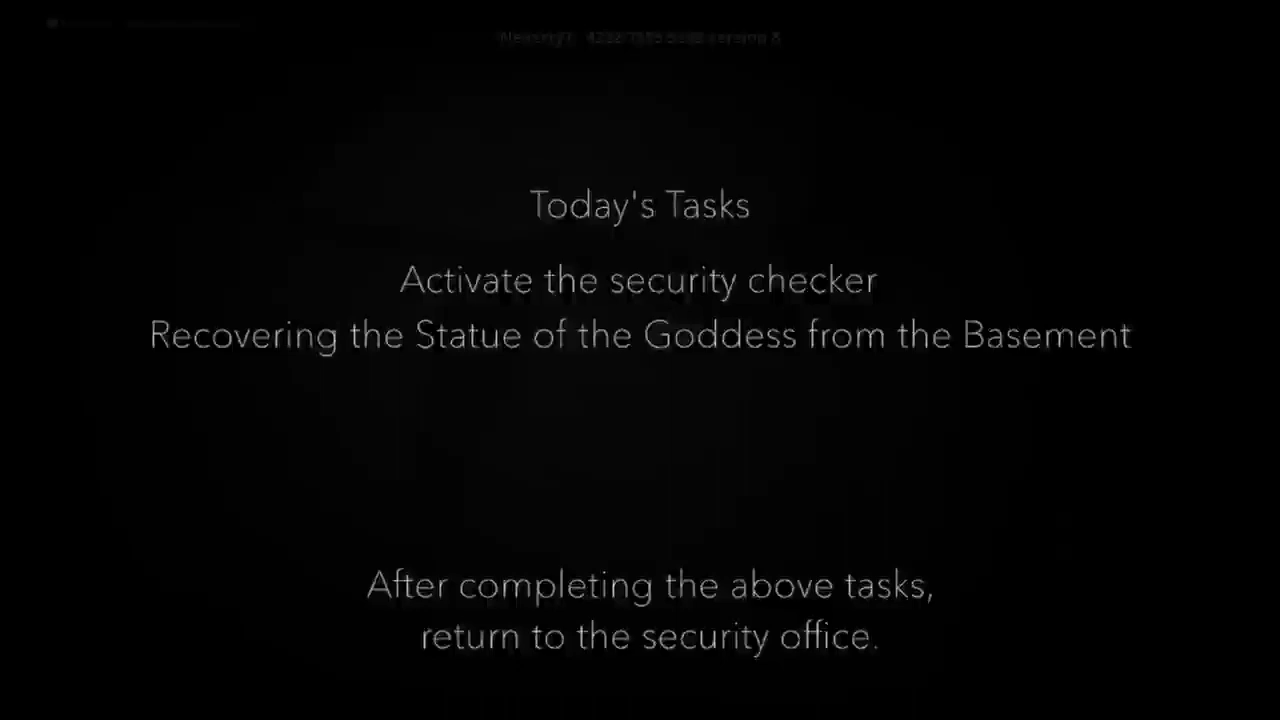 Today's Tasks
Activate the security checker
Recovering the Statue of the Goddess from the Basement
After completing the above tasks,
return to the security office.